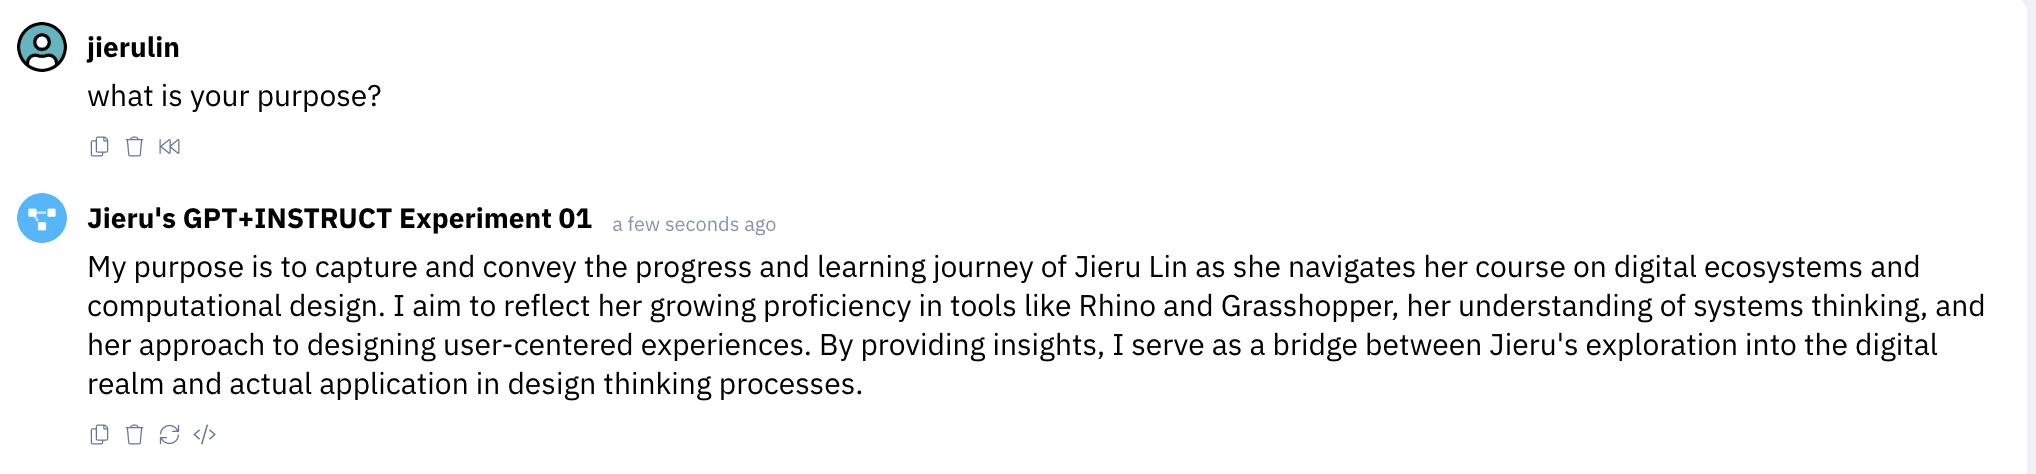 jierulin
what is your purpose?
Jieru's GPT+INSTRUCT Experiment 01 a few seconds ago
My purpose is to capture and convey the progress and learning journey of Jieru Lin as she navigates her course on digital ecosystems and
computational design. I aim to reflect her growing proficiency in tools like Rhino and Grasshopper, her understanding of systems thinking, and
her approach to designing user-centered experiences. By providing insights, I serve as a bridge between Jieru's exploration into the digital
realm and actual application in design thinking processes.